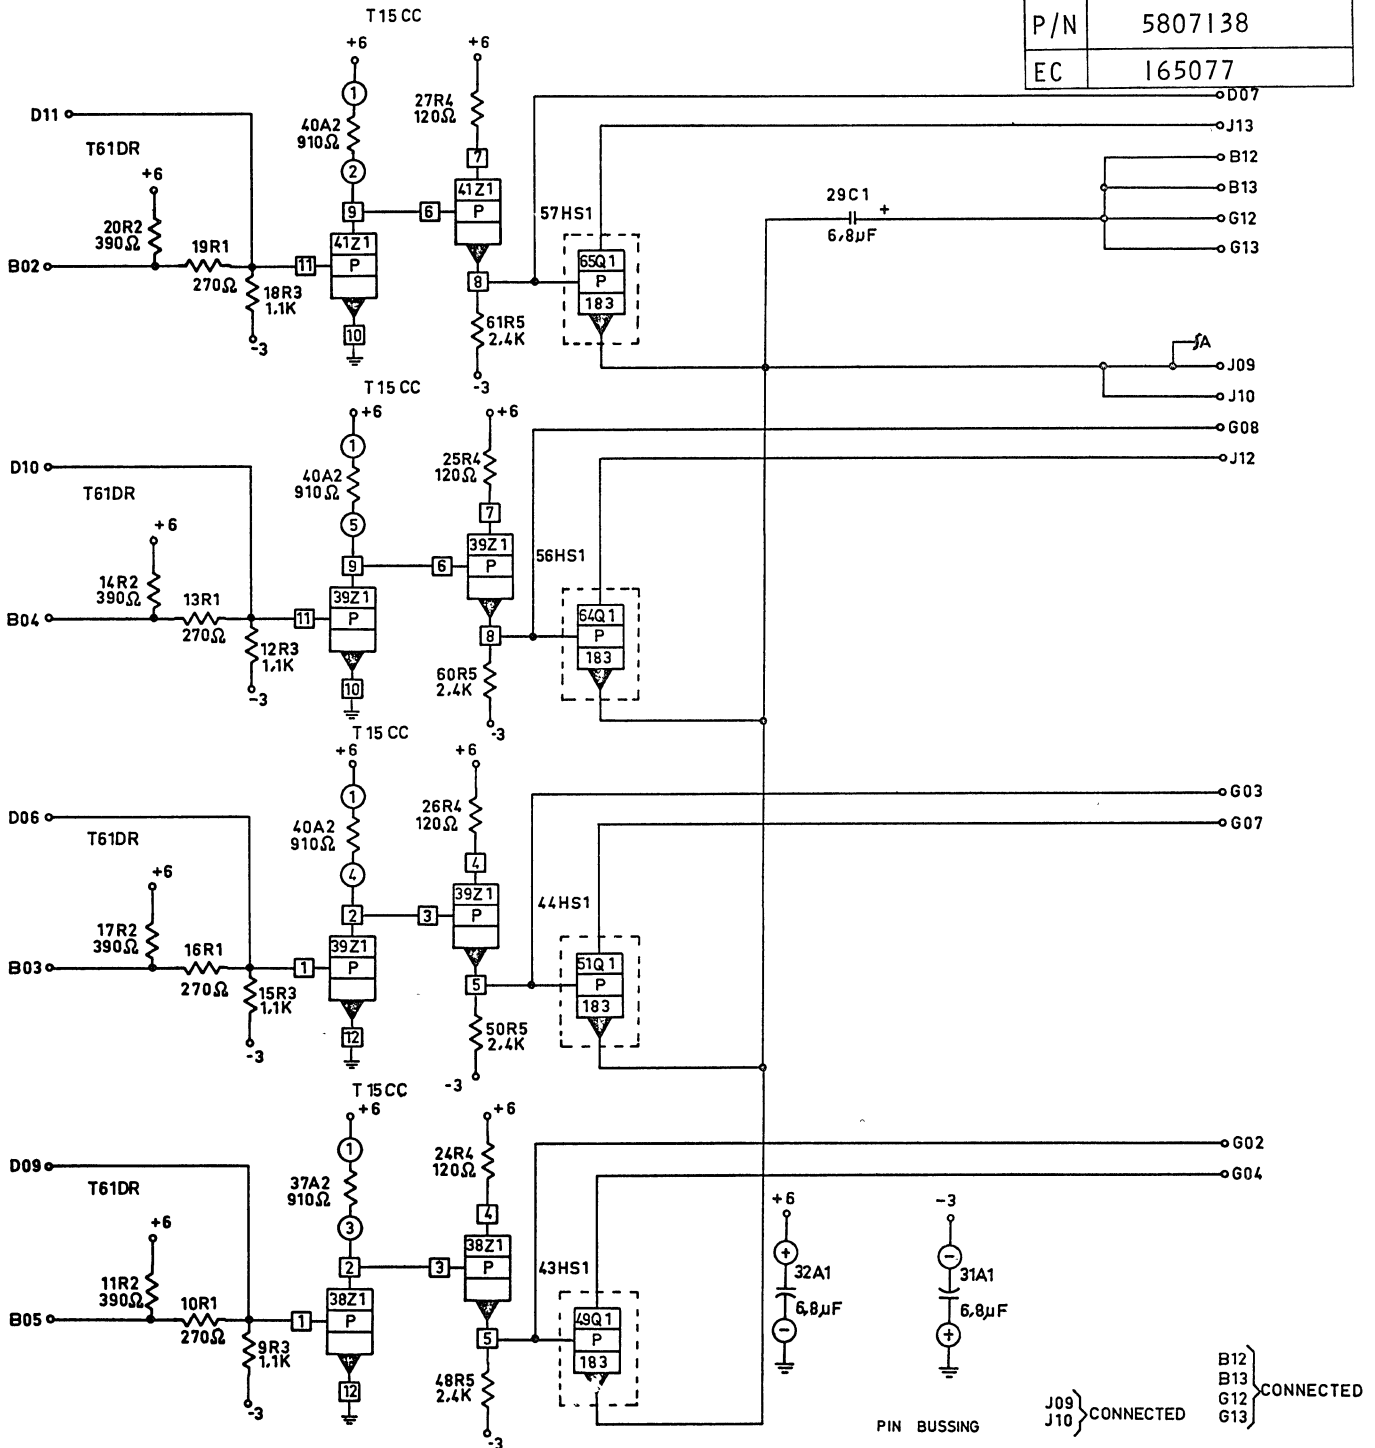 P/N 5807138
EC 165077
T15CC
+6
+6
1
27R4
120Ω
D07
D11
40A2
910Ω
J13
T61DR
7
B12
+6
2
41Z1
29C1
B13
9
6
P
57HS1
+
G12
20R2
390Ω
19R1
41Z1
6,8µF
G13
B02
11
P
65Q1
270Ω
18R3
1.1K
8
P
183
10
61R5
2.4K
-3
∫A
J09
-3
T15CC
J10
+6
+6
G08
1
25R4
120Ω
J12
D10
40A2
910Ω
T61DR
7
+6
5
39Z1
9
6
P
56HS1
14R2
390Ω
13R1
39Z1
B04
11
P
64Q1
270Ω
12R3
1.1K
8
P
183
10
60R5
2.4K
-3
-3
T15CC
+6
+6
1
26R4
120Ω
G03
D06
40A2
910Ω
G07
T61DR
4
+6
4
39Z1
2
3
P
44HS1
17R2
390Ω
16R1
39Z1
B03
1
P
51Q1
270Ω
15R3
1.1K
5
P
183
12
50R5
2.4K
-3
-3
T15CC
+6
+6
1
24R4
120Ω
G02
D09
37A2
910Ω
G04
T61DR
4
+6
-3
+6
3
38Z1
+
-
2
3
P
43HS1
32A1
31A1
11R2
390Ω
10R1
38Z1
6,8µF
6,8µF
B05
1
P
49Q1
-
+
270Ω
9R3
1.1K
5
P
183
12
48R5
2.4K
-3
-3
PIN BUSSING
J09
J10
CONNECTED
B12
B13
G12
G13
CONNECTED